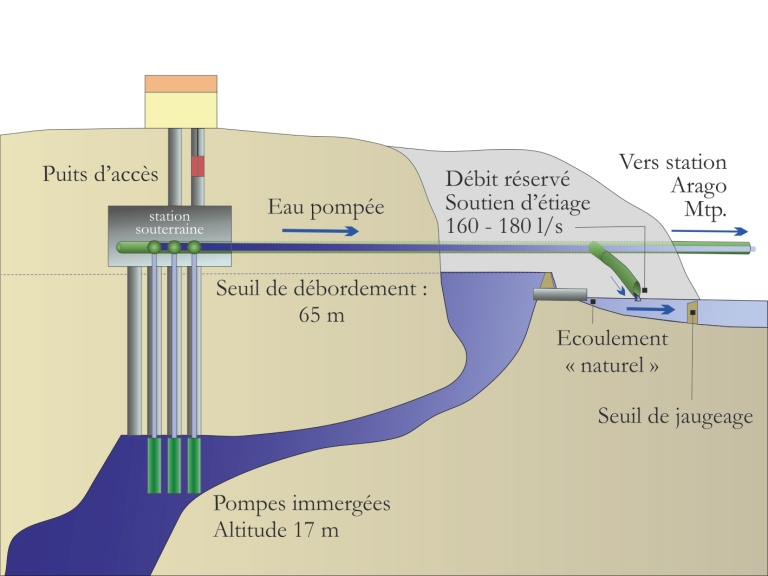 Puits d'accès
station
souterraine
Eau pompée
Débit réservé
Soutien d'étiage
160 - 180 l/s
Vers station
Arago
Mtp.
Seuil de débordement :
65 m
Ecoulement
« naturel »
Seuil de jaugeage
Pompes immergées
Altitude 17 m